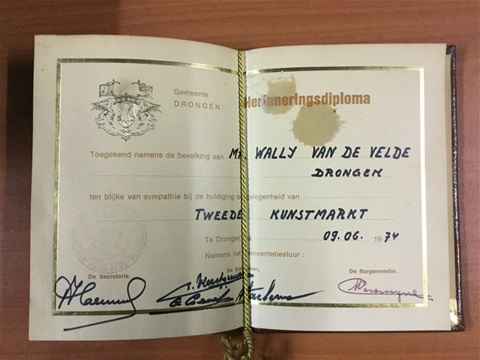 Gemeente
DRONGEN
Herinneringsdiploma
Toegekend namens de bevolking aan Mr. WALLY VAN DE VELDE
DRONGEN
ten blijke van sympathie bij de huldiging gelegenheid van
TWEEDE KUNSTMARKT
Te Drongen 09.06. 1974
Namens het Gemeentebestuur :
De Secretaris. De Burgemeester.